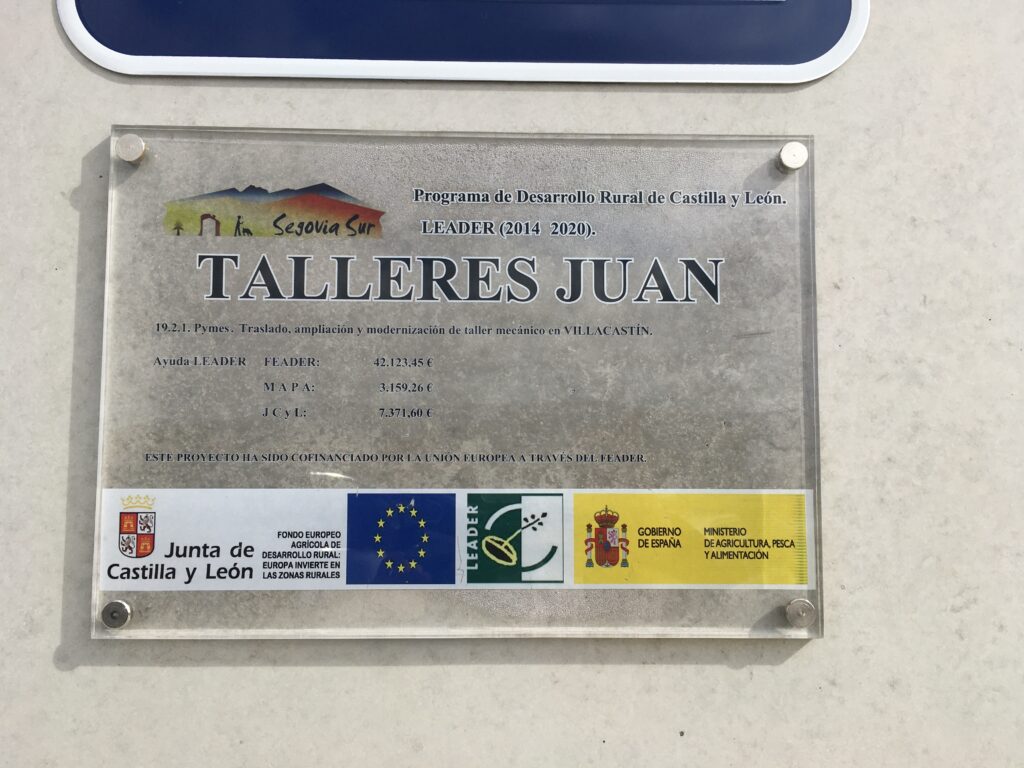 Segovia Sur
Programa de Desarrollo Rural de Castilla y León.
LEADER (2014 2020).
TALLERES JUAN
19.2.1. Pymes. Traslado, ampliación y modernización de taller mecánico en VILLACASTÍN.
Ayuda LEADER FEADER: 42.123,45 €
M A P A: 3.159,26 €
J C y L: 7.371,60 €
ESTE PROYECTO HA SIDO COFINANCIADO POR LA UNIÓN EUROPEA A TRAVÉS DEL FEADER.
Junta de
Castilla y León
FONDO EUROPEO
AGRÍCOLA DE
DESARROLLO RURAL:
EUROPA INVIERTE EN
LAS ZONAS RURALES
LEADER
GOBIERNO
DE ESPAÑA
MINISTERIO
DE AGRICULTURA, PESCA
Y ALIMENTACIÓN